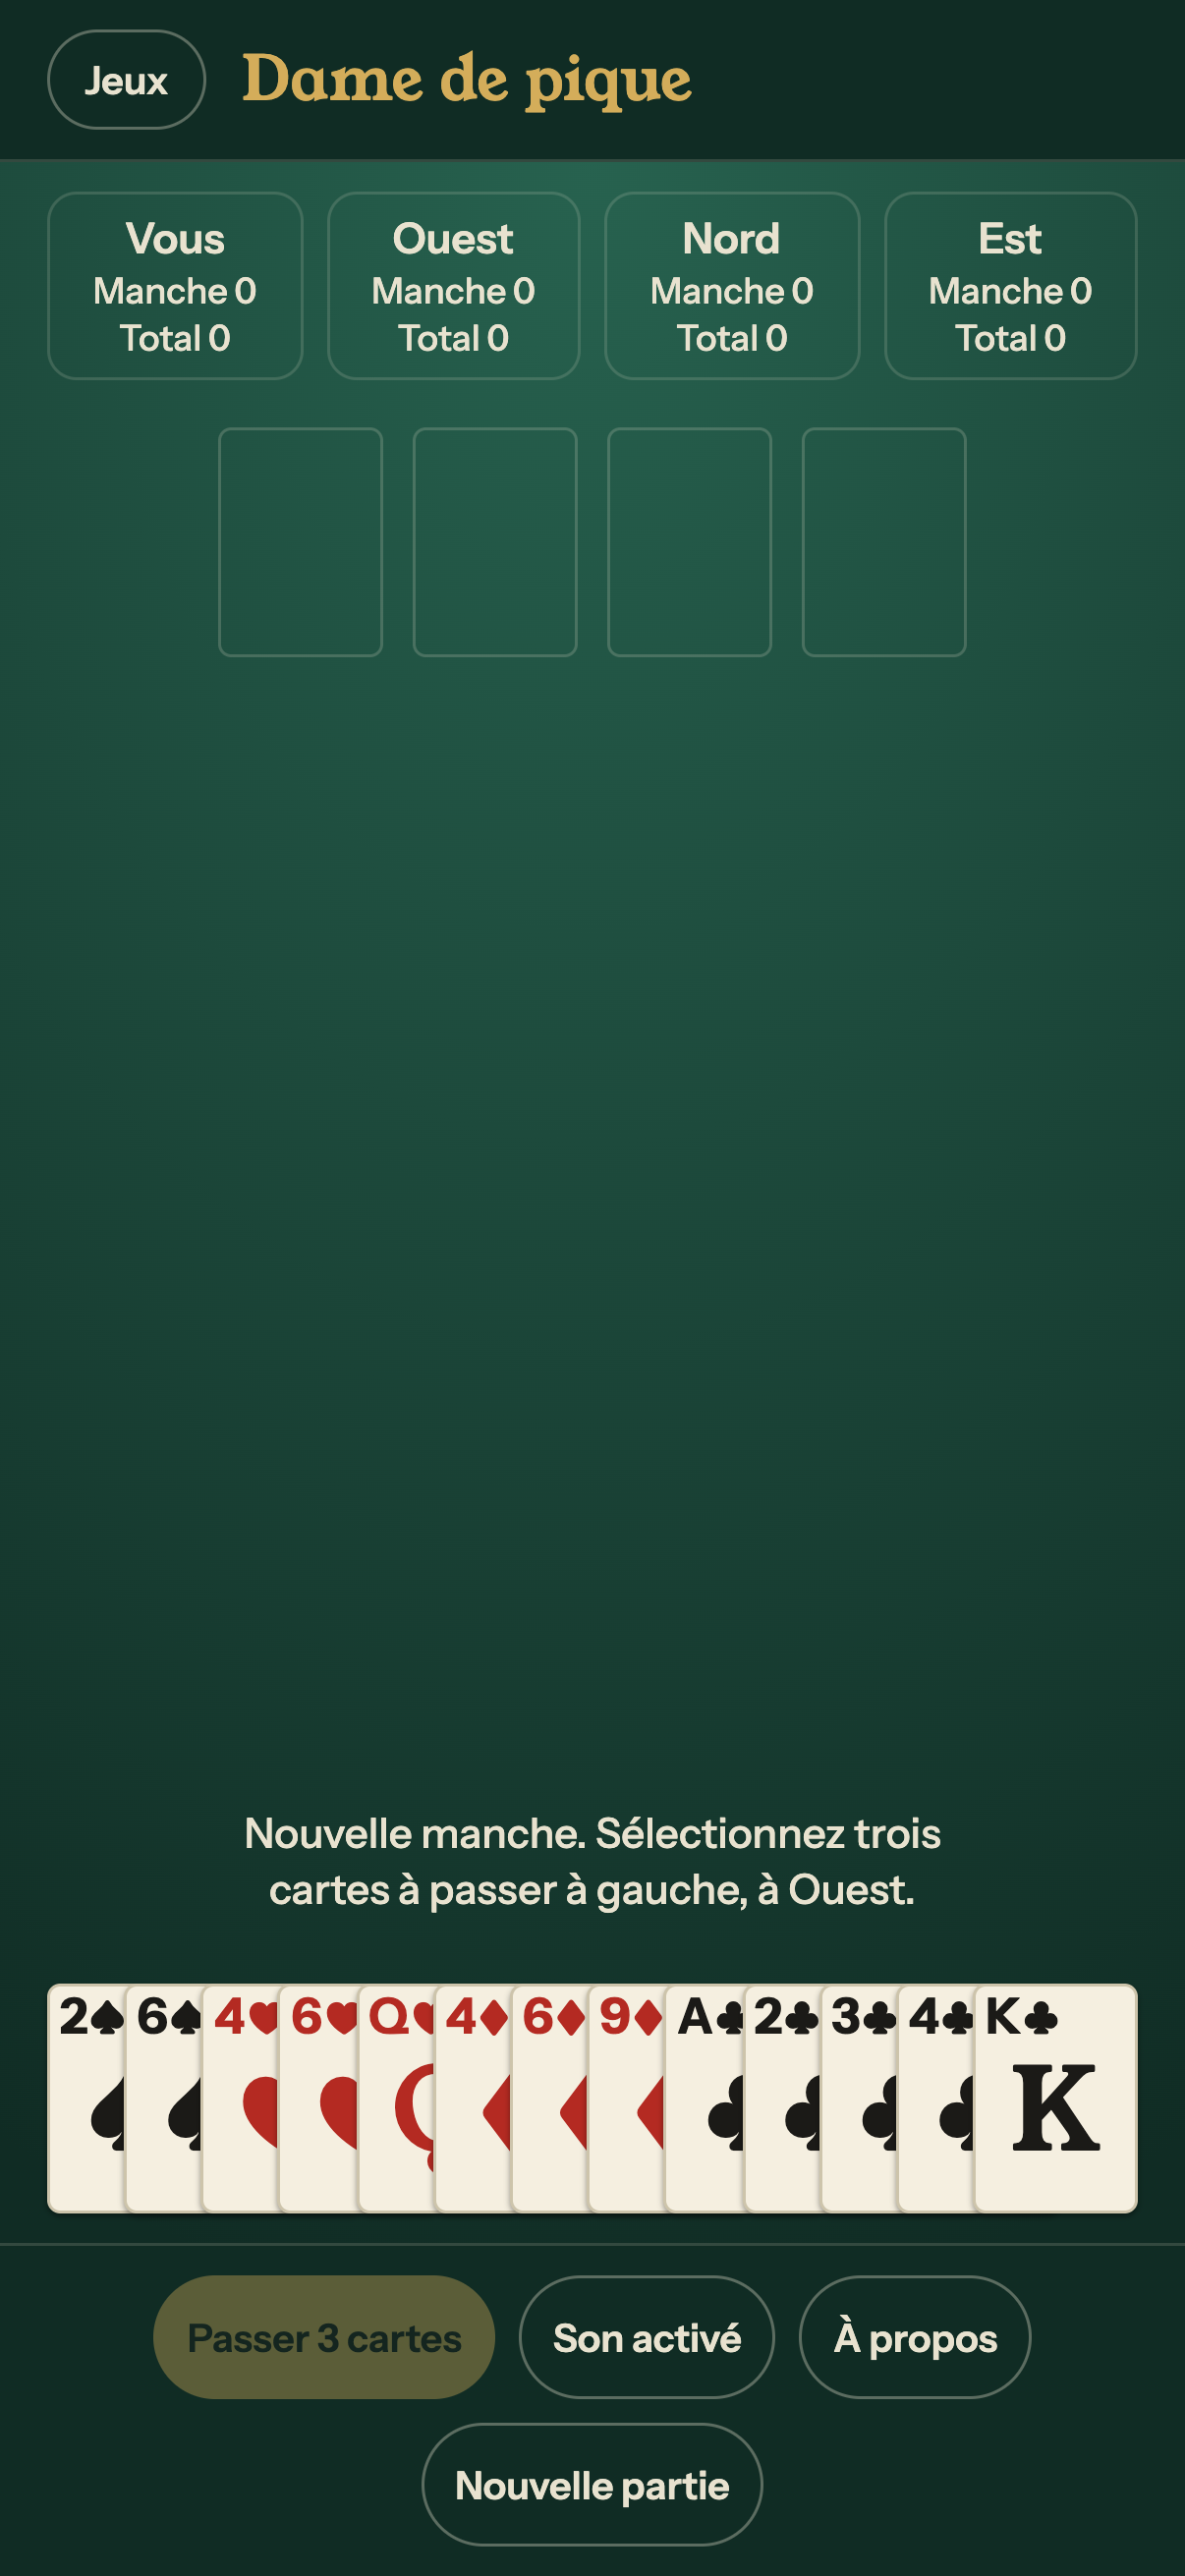 Jeux
Dame de pique
Vous
Manche 0
Total 0
Ouest
Manche 0
Total 0
Nord
Manche 0
Total 0
Est
Manche 0
Total 0
Nouvelle manche. Sélectionnez trois
cartes à passer à gauche, à Ouest.
2♠ 6♠ 4♥ 6♥ Q♥ 4♦ 6♦ 9♦ A♣ 2♣ 3♣ 4♣ K♣
Q K
Passer 3 cartes
Son activé
À propos
Nouvelle partie